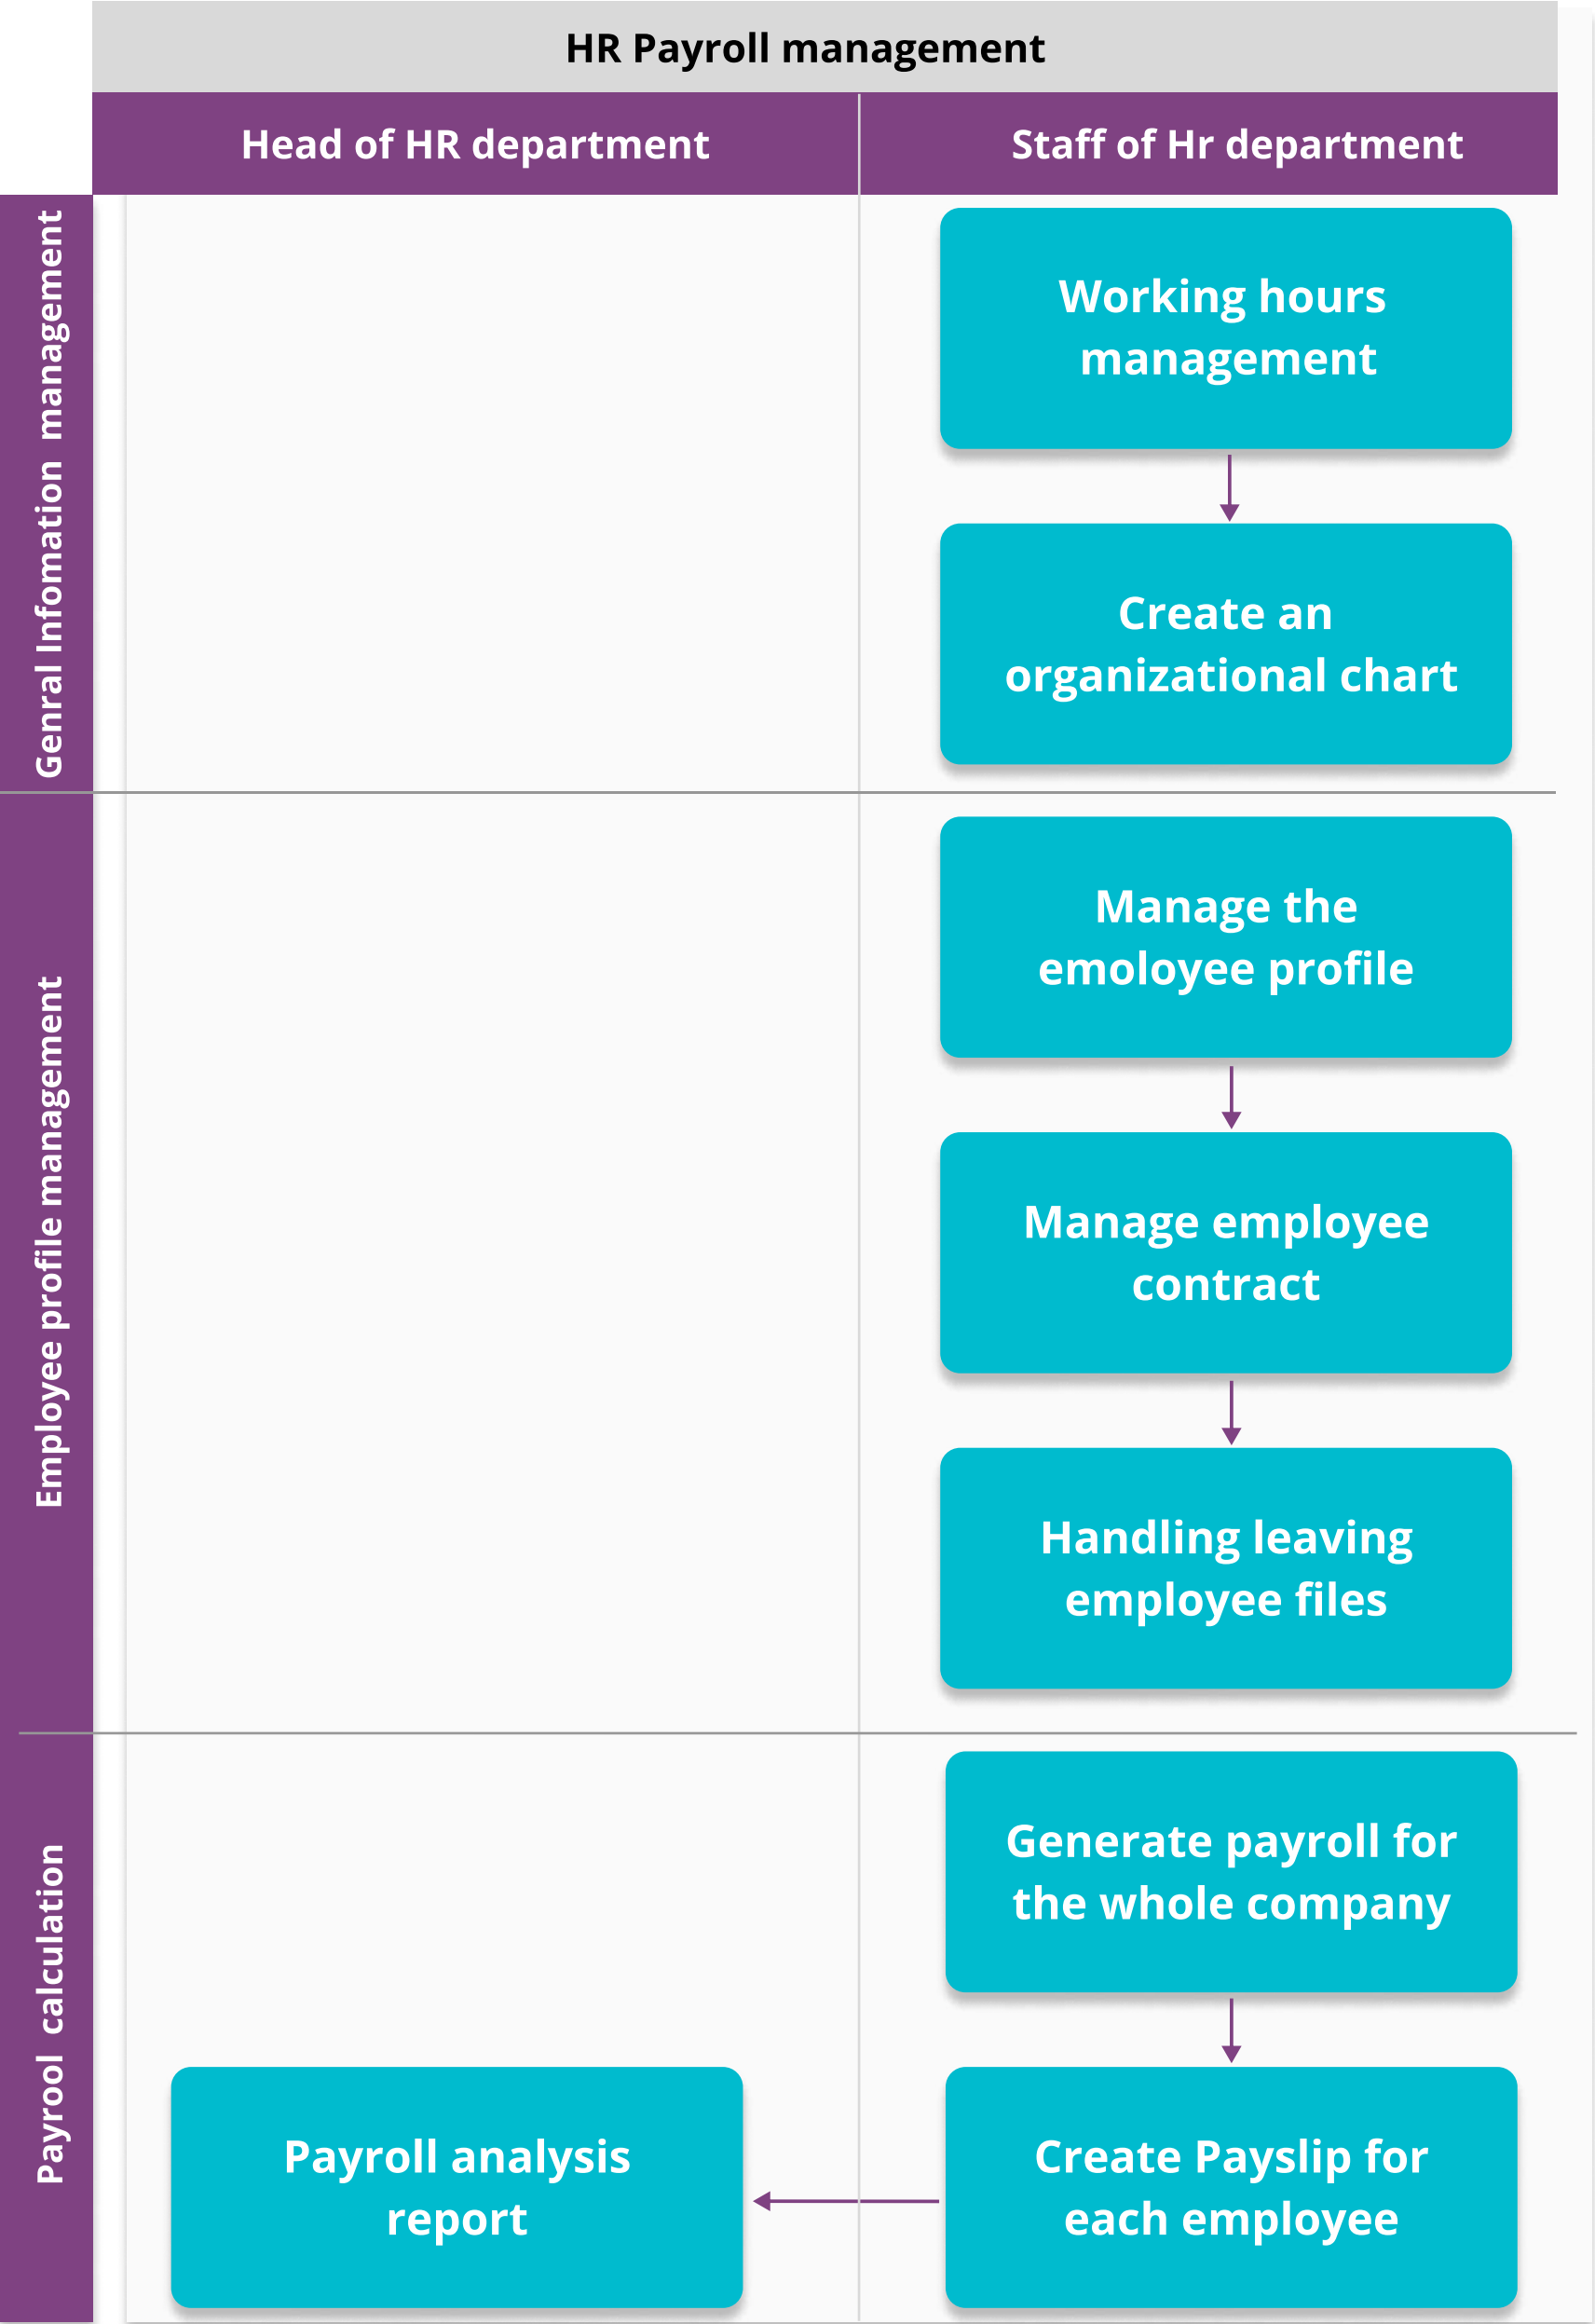 HR Payroll management
Head of HR department
Staff of Hr department
Genral Infomation management
Working hours
management
Create an
organizational chart
Employee profile management
Manage the
emoloyee profile
Manage employee
contract
Handling leaving
employee files
Payrool calculation
Generate payroll for
the whole company
Payroll analysis
report
Create Payslip for
each employee